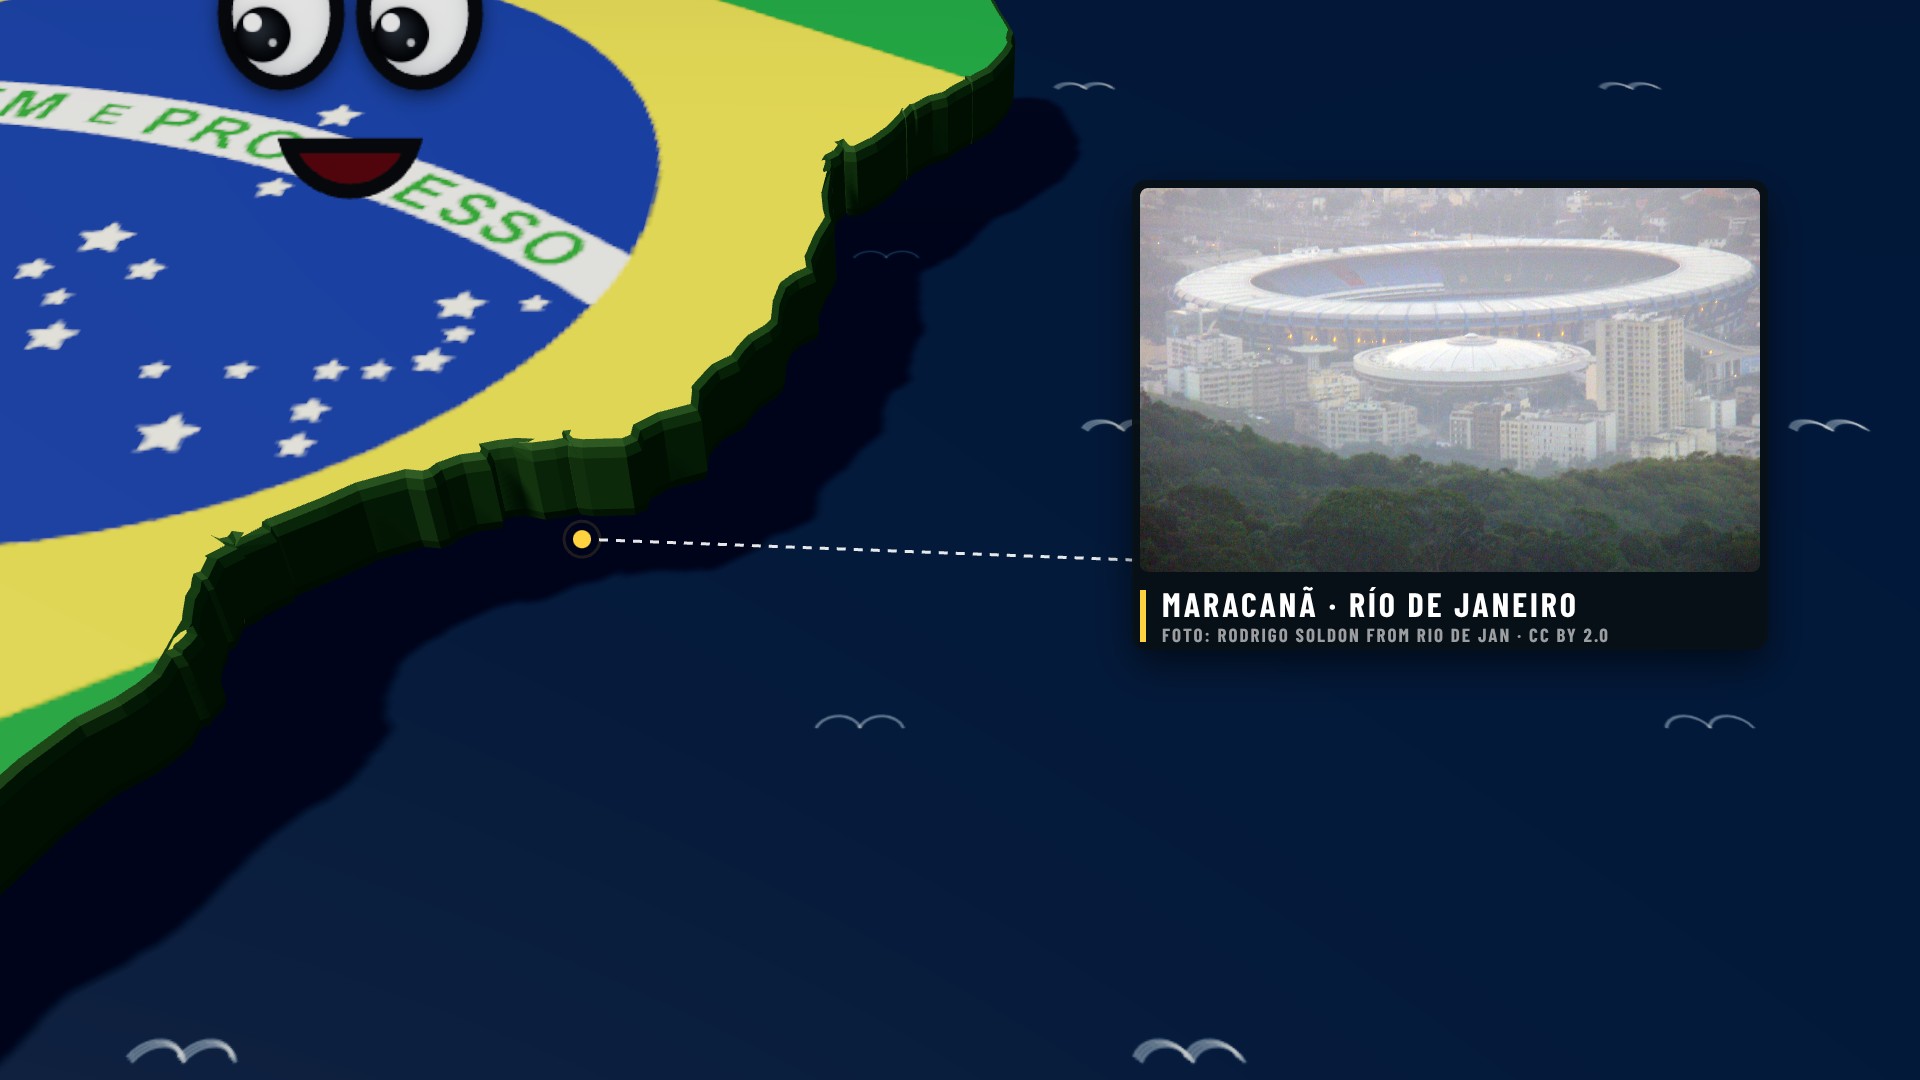 M E PRO ESSO
MARACANÃ · RÍO DE JANEIRO
FOTO: RODRIGO SOLDON FROM RIO DE JAN · CC BY 2.0